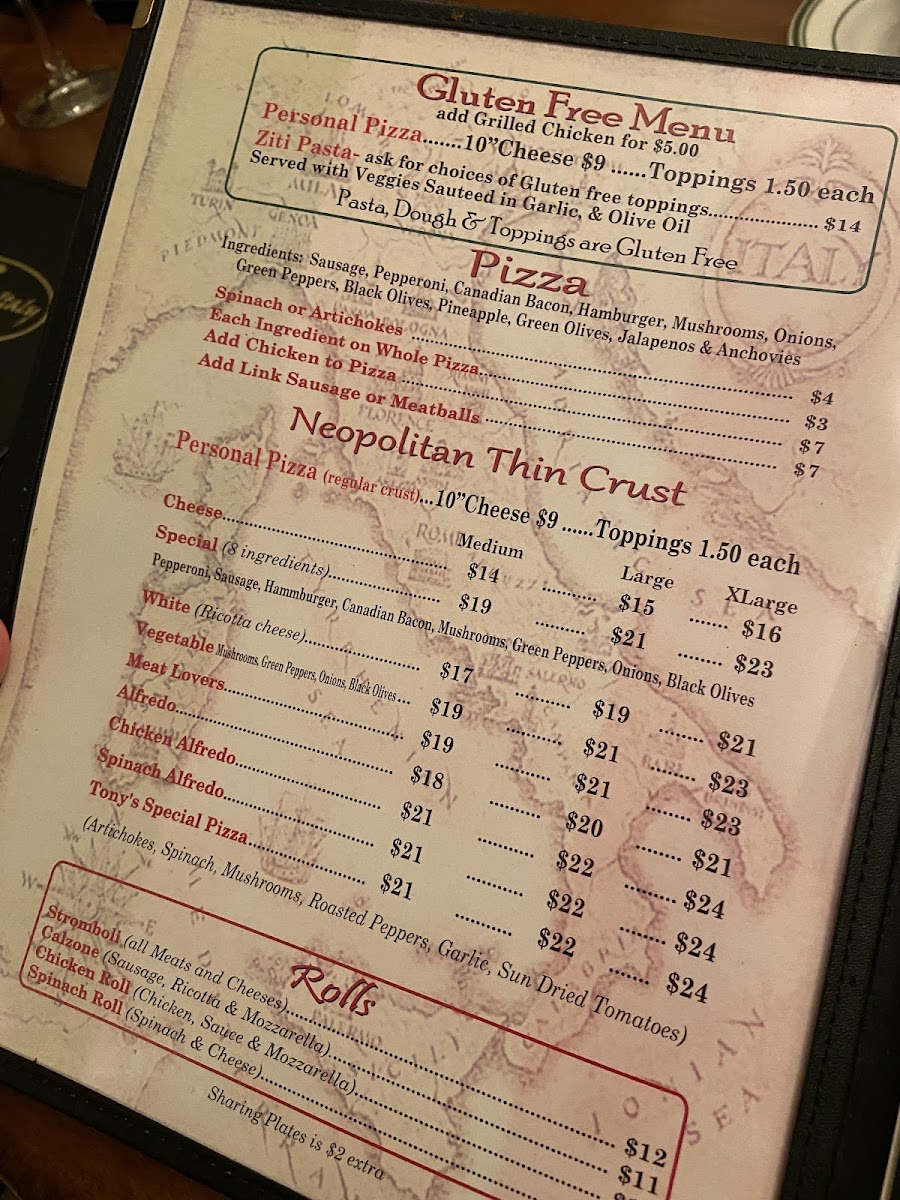 Gluten Free Menu
add Grilled Chicken for $5.00
Personal Pizza.......10"Cheese $9 ......Toppings 1.50 each
Ziti Pasta- ask for choices of Gluten free toppings...................... $14
Served with Veggies Sauteed in Garlic, & Olive Oil
Pasta, Dough & Toppings are Gluten Free
Pizza
Ingredients: Sausage, Pepperoni, Canadian Bacon, Hamburger, Mushrooms, Onions,
Green Peppers, Black Olives, Pineapple, Green Olives, Jalapenos & Anchovies
Spinach or Artichokes ........ $4
Each Ingredient on Whole Pizza........ $3
Add Chicken to Pizza ........ $7
Add Link Sausage or Meatballs ........ $7
Neopolitan Thin Crust
Personal Pizza (regular crust)...10"Cheese $9 ......Toppings 1.50 each
Medium Large XLarge
Cheese........ $14 .......... $15 ....... $16
Special (8 ingredients)........ $19 ......... $21 ........ $23
Pepperoni, Sausage, Hammburger, Canadian Bacon, Mushrooms, Green Peppers, Onions, Black Olives
White (Ricotta cheese)........ $17 .......... $19 ........ $21
Vegetable Mushrooms, Green Peppers, Onions, Black Olives... $19 .......... $21 ........ $23
Meat Lovers........ $19 .......... $21 ........ $23
Alfredo........ $18 .......... $20 ........ $21
Chicken Alfredo........ $21 .......... $22 ........ $24
Spinach Alfredo........ $21 .......... $22 ........ $24
Tony's Special Pizza........ $21 .......... $22 ....... $24
(Artichokes, Spinach, Mushrooms, Roasted Peppers, Garlic, Sun Dried Tomatoes)
Rolls
Stromboli (all Meats and Cheeses)........ $12
Calzone (Sausage, Ricotta & Mozzarella)........ $11
Chicken Roll (Chicken, Sauce & Mozzarella)........
Spinach Roll (Spinach & Cheese)........
Sharing Plates is $2 extra
ITALY
TURIN
PIEDMONT
GENOA
SALERNO
IONIAN
SEA